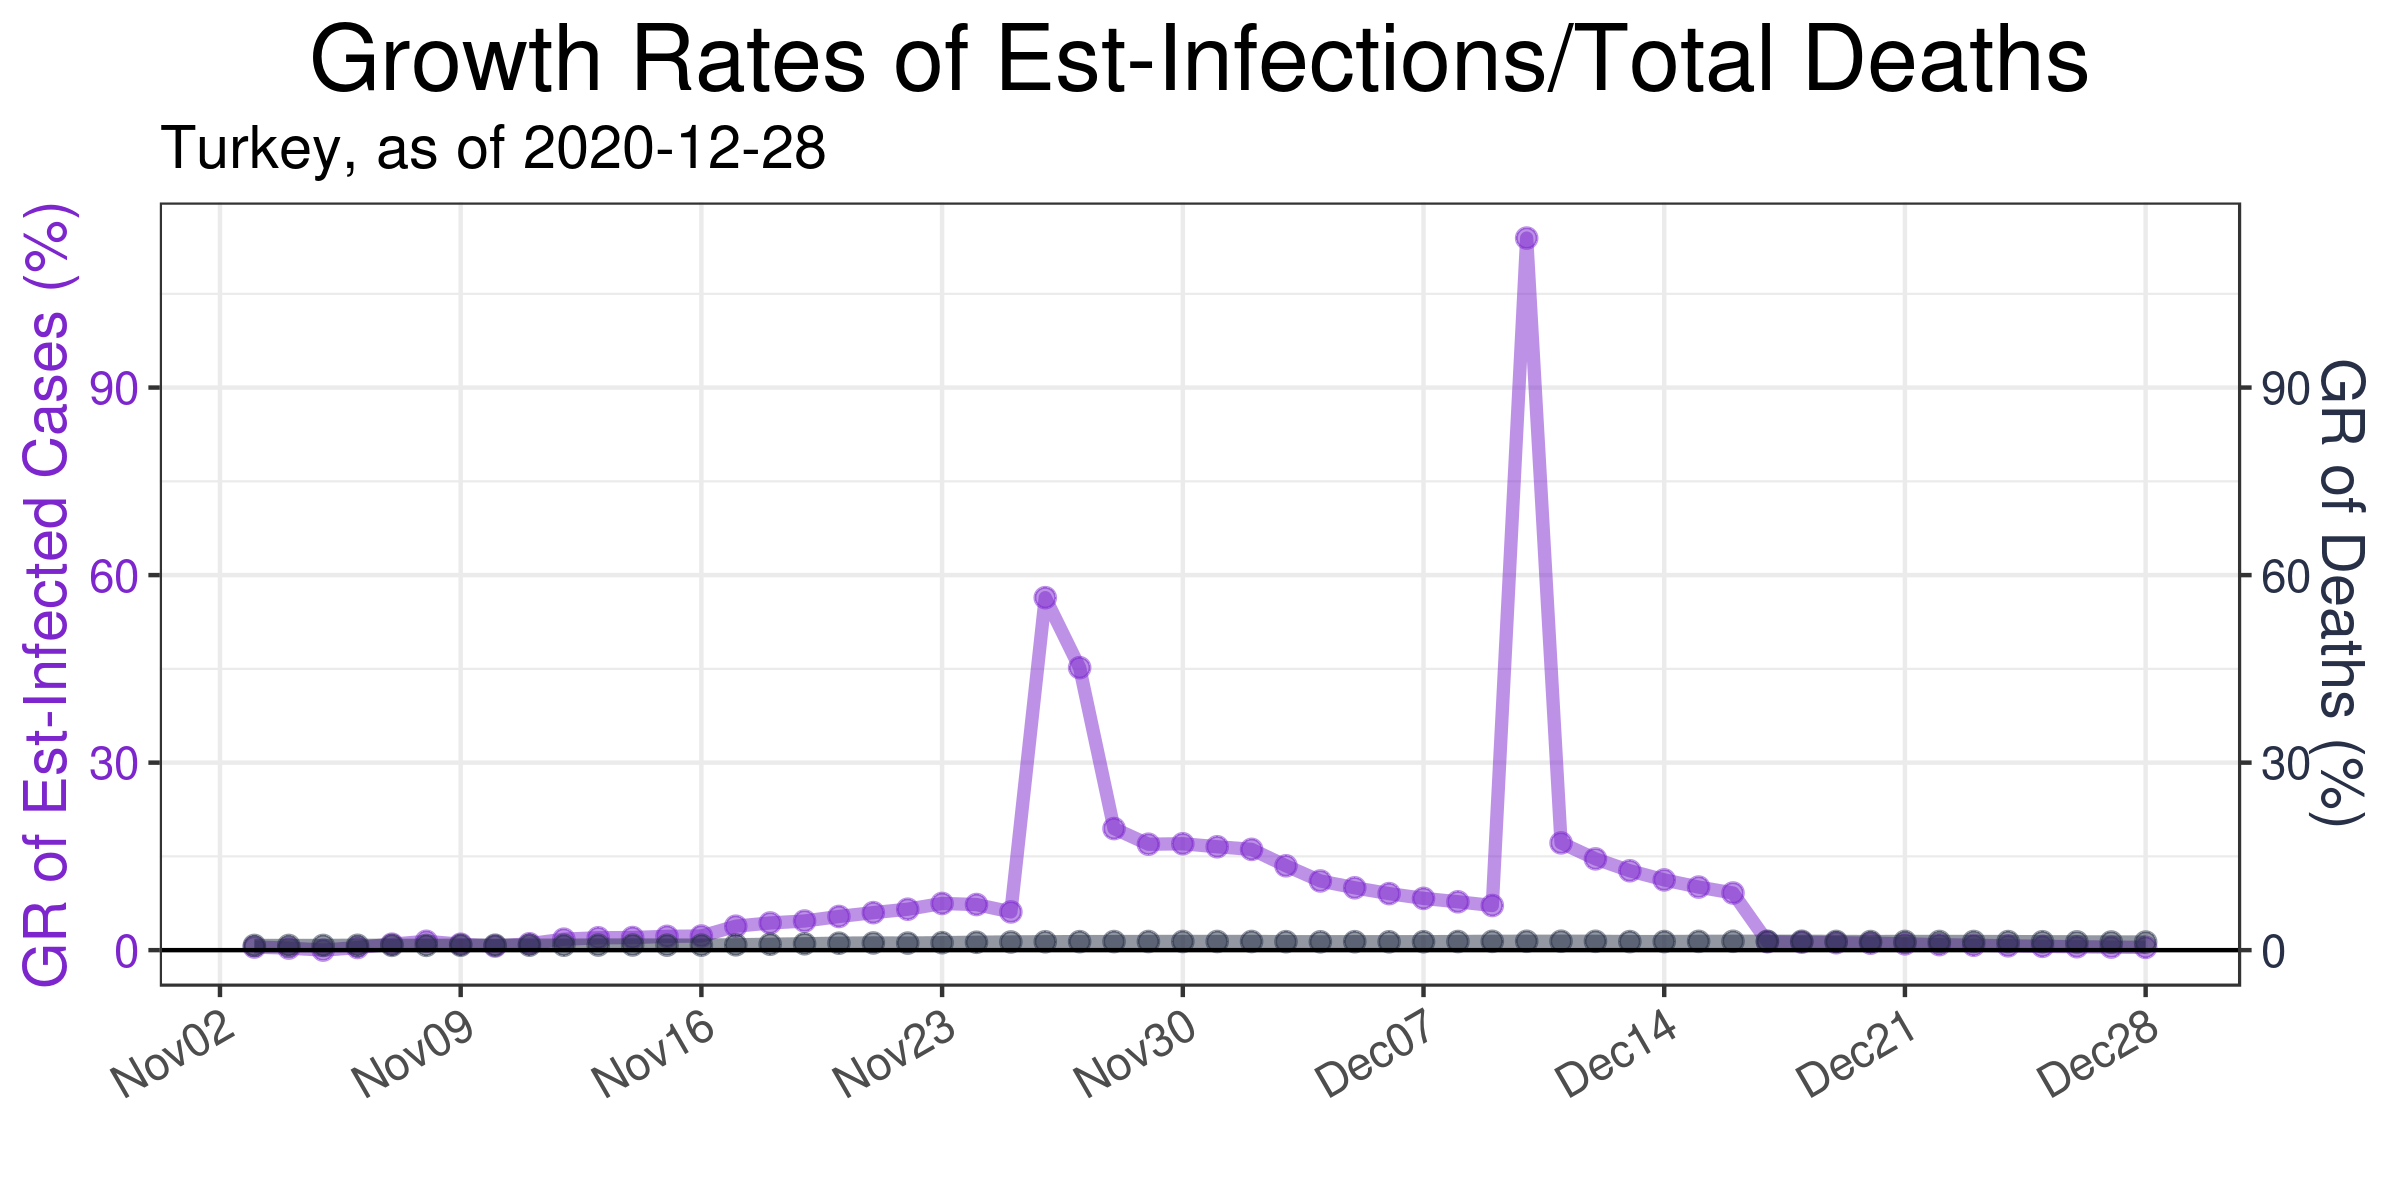 Growth Rates of Est-Infections/Total Deaths
Turkey, as of 2020-12-28
GR of Est-Infected Cases (%)
90
60
30
0
90
60
30
0
GR of Deaths (%)
Nov02
Nov09
Nov16
Nov23
Nov30
Dec07
Dec14
Dec21
Dec28